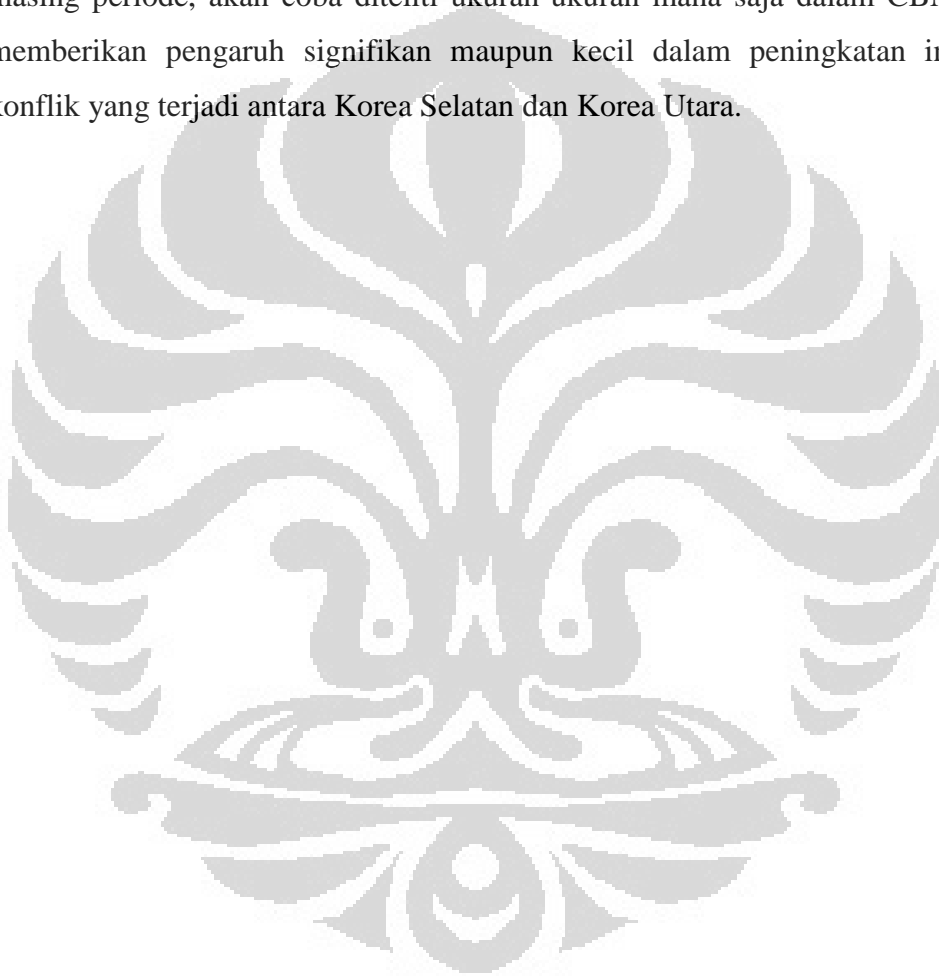 masing periode, akan coba diteliti ukuran-ukuran mana saja dalam CBM
memberikan pengaruh signifikan maupun kecil dalam peningkatan
konflik yang terjadi antara Korea Selatan dan Korea Utara.